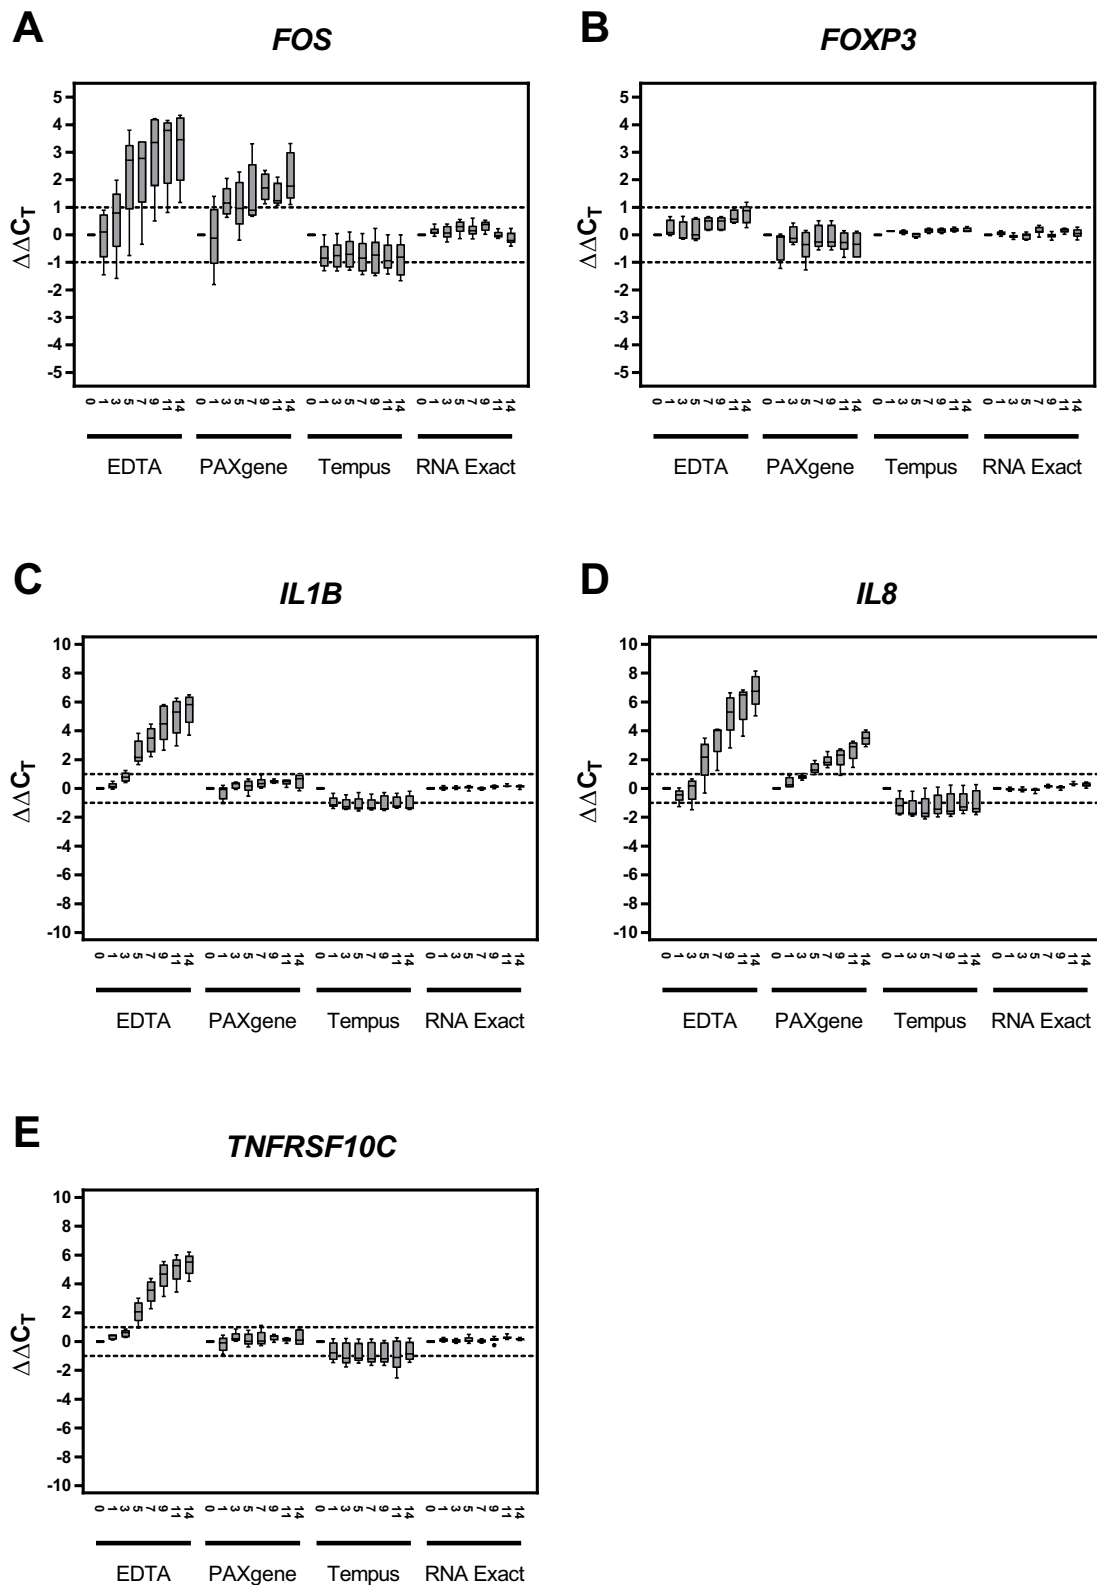 A
FOS
5
4
3
2
1
0
-1
-2
-3
-4
-5
ΔΔCT
0 1 3 5 7 9 11 14 0 1 3 5 7 9 11 14 0 1 3 5 7 9 11 14 0 1 3 5 7 9 11 14
EDTA PAXgene Tempus RNA Exact
B
FOXP3
5
4
3
2
1
0
-1
-2
-3
-4
-5
ΔΔCT
0 1 3 5 7 9 11 14 0 1 3 5 7 9 11 14 0 1 3 5 7 9 11 14 0 1 3 5 7 9 11 14
EDTA PAXgene Tempus RNA Exact
C
IL1B
10
8
6
4
2
0
-2
-4
-6
-8
-10
ΔΔCT
0 1 3 5 7 9 11 14 0 1 3 5 7 9 11 14 0 1 3 5 7 9 11 14 0 1 3 5 7 9 11 14
EDTA PAXgene Tempus RNA Exact
D
IL8
10
8
6
4
2
0
-2
-4
-6
-8
-10
ΔΔCT
0 1 3 5 7 9 11 14 0 1 3 5 7 9 11 14 0 1 3 5 7 9 11 14 0 1 3 5 7 9 11 14
EDTA PAXgene Tempus RNA Exact
E
TNFRSF10C
10
8
6
4
2
0
-2
-4
-6
-8
-10
ΔΔCT
0 1 3 5 7 9 11 14 0 1 3 5 7 9 11 14 0 1 3 5 7 9 11 14 0 1 3 5 7 9 11 14
EDTA PAXgene Tempus RNA Exact